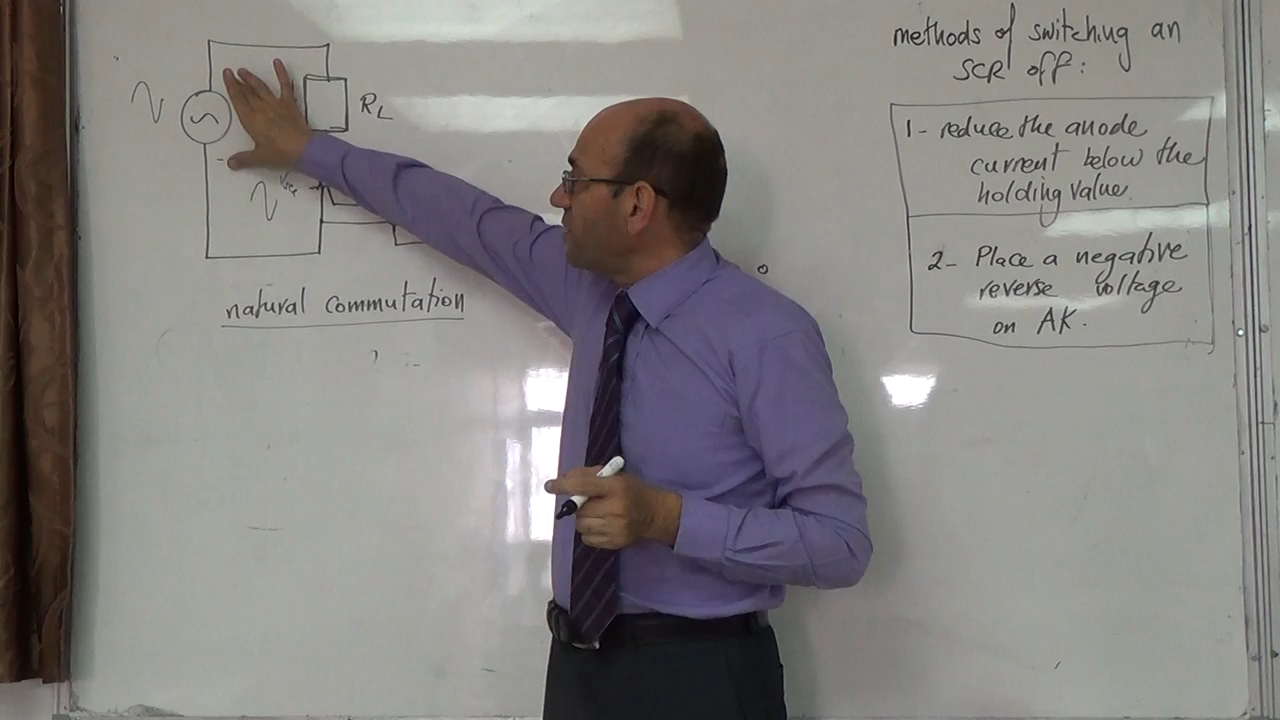 methods of switching an
SCR off:
1- reduce the anode
current below the
holding value.
2- Place a negative
reverse voltage
on AK.
RL
natural commutation